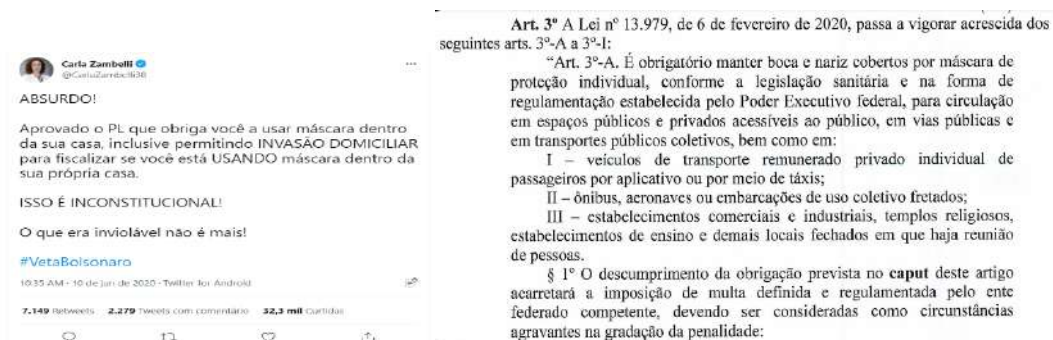 Carla Zambelli
@CarlaZambelli38
ABSURDO!
Aprovado o PL que obriga você a usar máscara dentro
da sua casa, inclusive permitindo INVASÃO DOMICILIAR
para fiscalizar se você está USANDO máscara dentro da
sua própria casa.
ISSO É INCONSTITUCIONAL!
O que era inviolável não é mais!
#VetaBolsonaro
10:35 AM · 10 de jun de 2020 · Twitter for Android
7.149 Retweets 2.279 Tweets com comentário 32,3 mil Curtidas
Art. 3º A Lei nº 13.979, de 6 de fevereiro de 2020, passa a vigorar acrescida dos
seguintes arts. 3º-A a 3º-I:
“Art. 3º-A. É obrigatório manter boca e nariz cobertos por máscara de
proteção individual, conforme a legislação sanitária e na forma de
regulamentação estabelecida pelo Poder Executivo federal, para circulação
em espaços públicos e privados acessíveis ao público, em vias públicas e
em transportes públicos coletivos, bem como em:
I – veículos de transporte remunerado privado individual de
passageiros por aplicativo ou por meio de táxis;
II – ônibus, aeronaves ou embarcações de uso coletivo fretados;
III – estabelecimentos comerciais e industriais, templos religiosos,
estabelecimentos de ensino e demais locais fechados em que haja reunião
de pessoas.
§ 1º O descumprimento da obrigação prevista no caput deste artigo
acarretará a imposição de multa definida e regulamentada pelo ente
federado competente, devendo ser consideradas como circunstâncias
agravantes na gradação da penalidade: